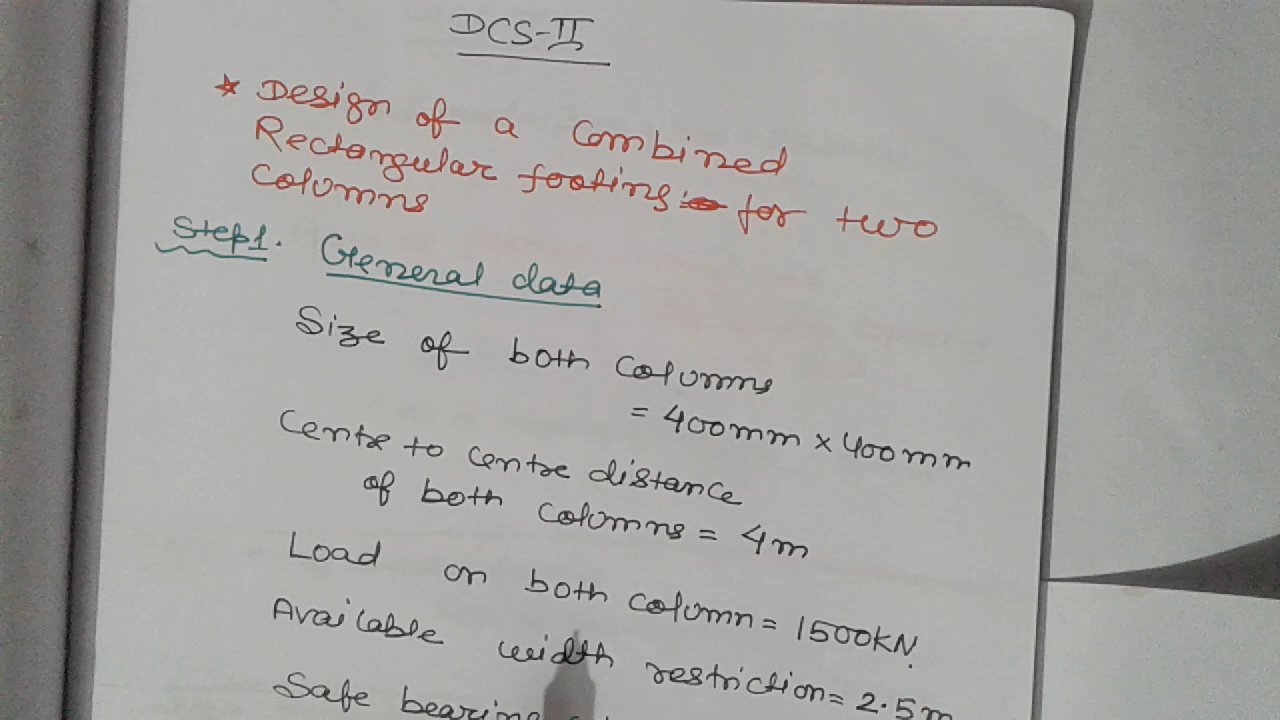 DCS-II
* Design of a Combined
Rectangular footing for two
Columns
Step1. General data
Size of both Columns
= 400mm x 400mm
Centre to centre distance
of both Columns = 4m
Load on both column = 1500KN.
Available width restriction = 2.5m
Safe bearing